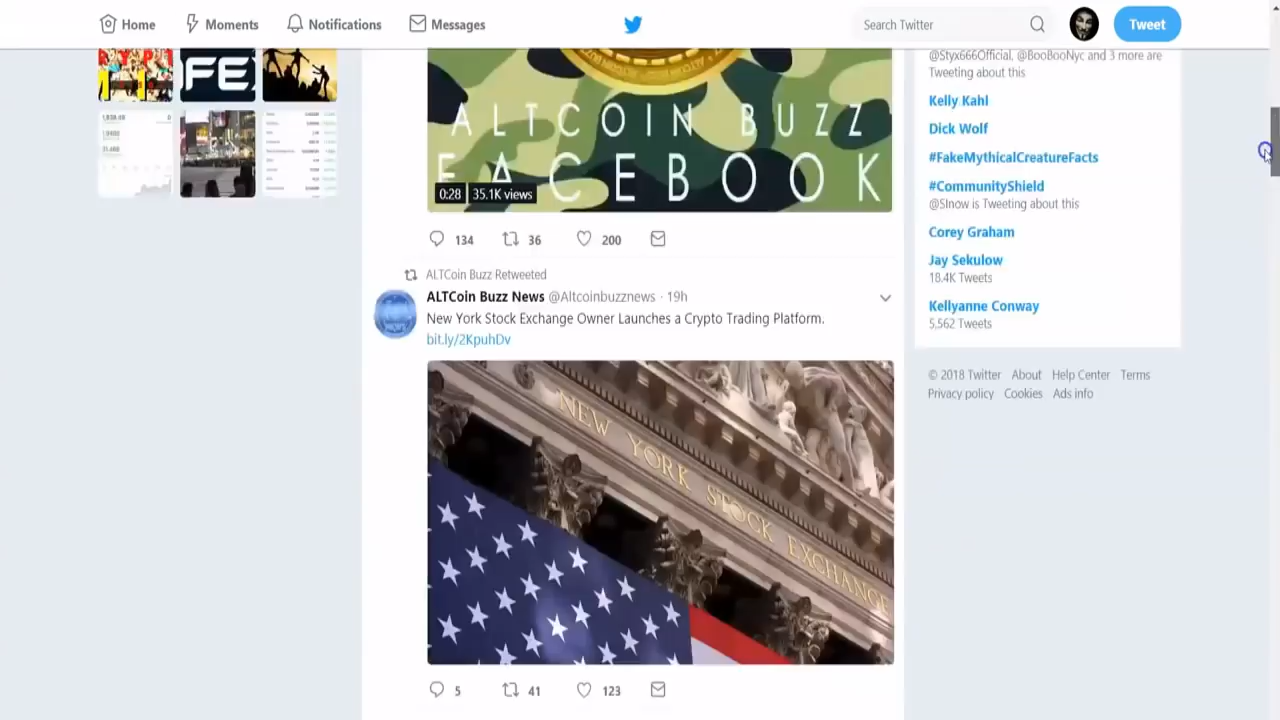 Home
Moments
Notifications
Messages
Search Twitter
Tweet
FE
ALTCOIN BUZZ
FACEBOOK
0:28
35.1K views
134
36
200
ALTCoin Buzz Retweeted
ALTCoin Buzz News @Altcoinbuzznews · 19h
New York Stock Exchange Owner Launches a Crypto Trading Platform.
bit.ly/2KpuhDv
NEW YORK STOCK EXCHANGE
5
41
123
@Styx666Official, @BooBooNyc and 3 more are
Tweeting about this
Kelly Kahl
Dick Wolf
#FakeMythicalCreatureFacts
#CommunityShield
@SInow is Tweeting about this
Corey Graham
Jay Sekulow
18.4K Tweets
Kellyanne Conway
5,562 Tweets
© 2018 Twitter About Help Center Terms
Privacy policy Cookies Ads info